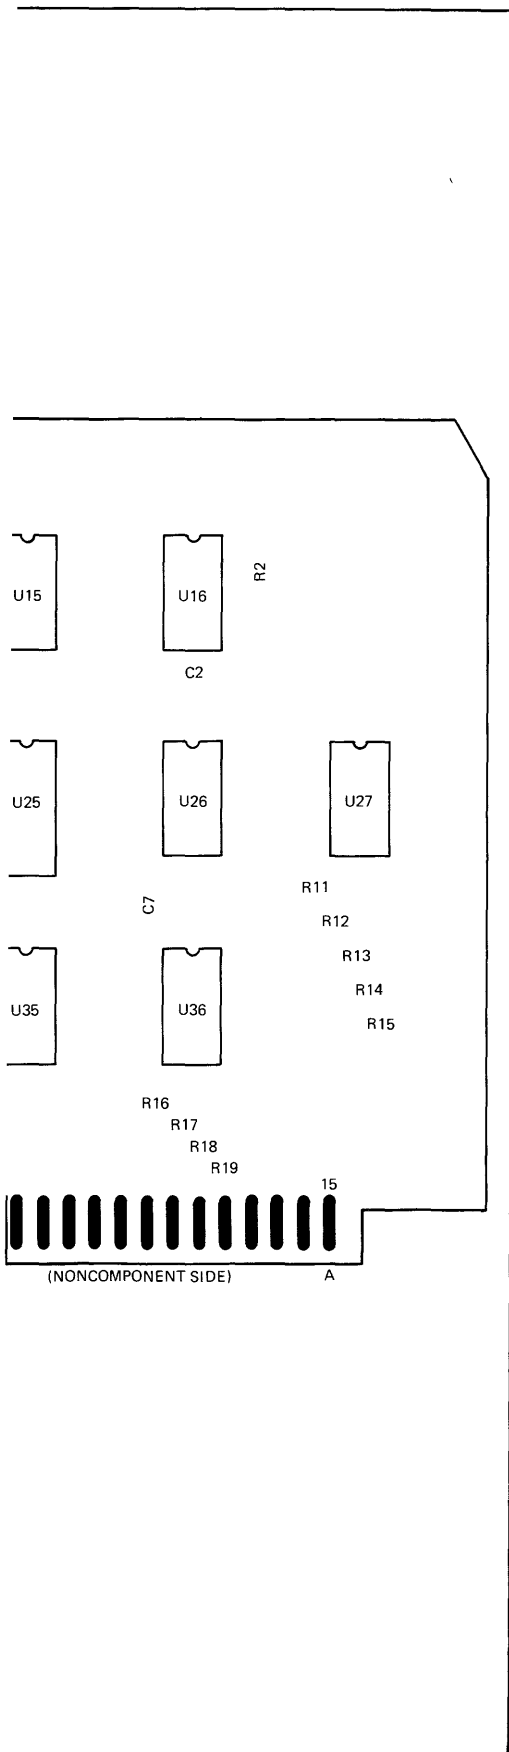 R2
U15
U16
C2
U25
U26
U27
R11
C7
R12
R13
R14
U35
U36
R15
R16
R17
R18
R19
15
(NONCOMPONENT SIDE)
A